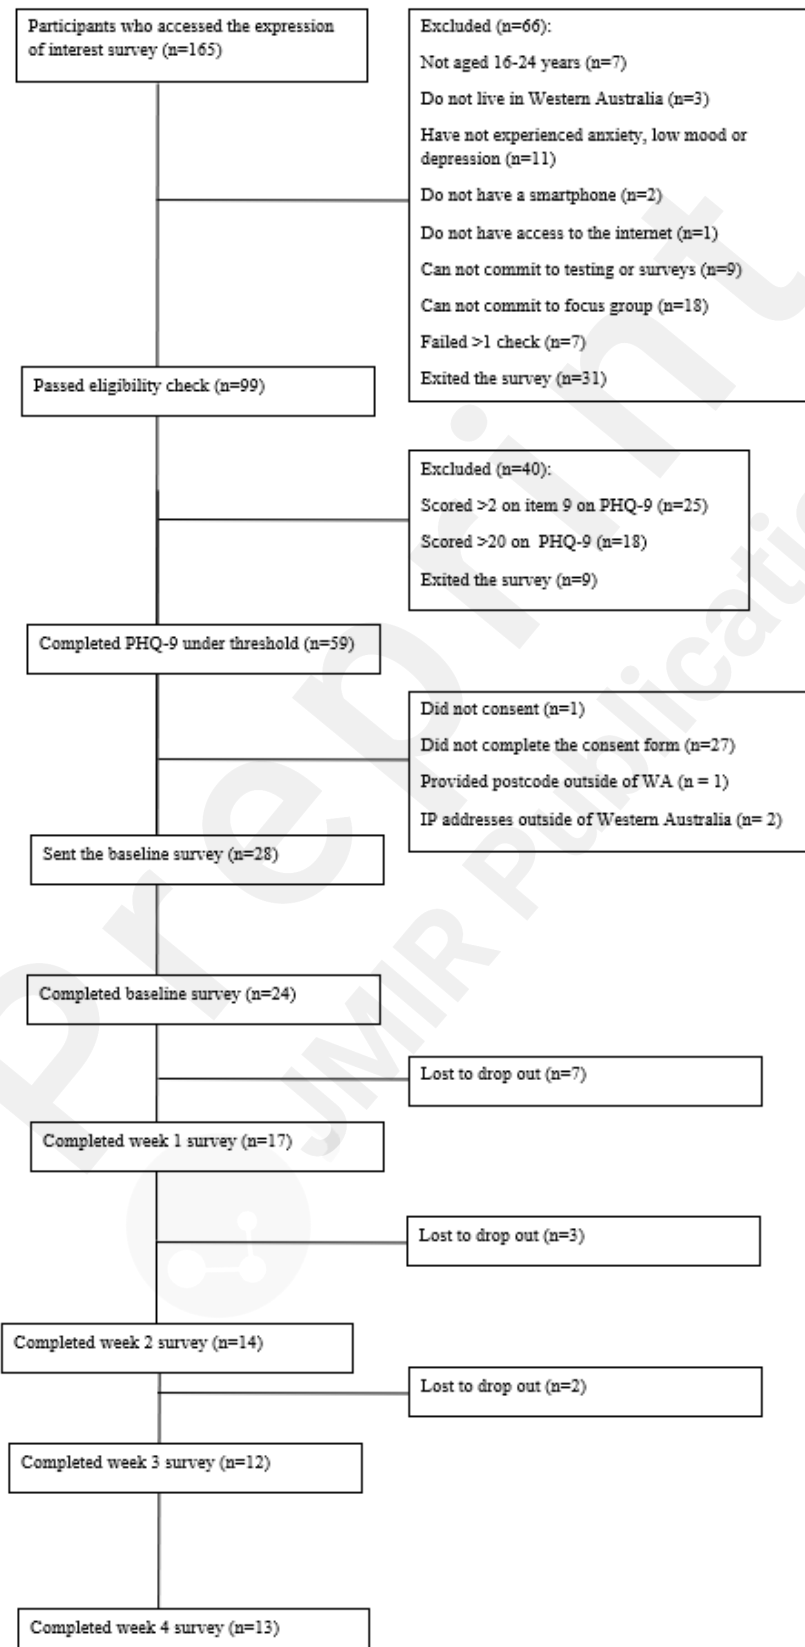 Participants who accessed the expression
of interest survey (n=165)
Excluded (n=66):
Not aged 16-24 years (n=7)
Do not live in Western Australia (n=3)
Have not experienced anxiety, low mood or
depression (n=11)
Do not have a smartphone (n=2)
Do not have access to the internet (n=1)
Can not commit to testing or surveys (n=9)
Can not commit to focus group (n=18)
Failed >1 check (n=7)
Exited the survey (n=31)
Passed eligibility check (n=99)
Excluded (n=40):
Scored >2 on item 9 on PHQ-9 (n=25)
Scored >20 on  PHQ-9 (n=18)
Exited the survey (n=9)
Completed PHQ-9 under threshold (n=59)
Did not consent (n=1)
Did not complete the consent form (n=27)
Provided postcode outside of WA (n = 1)
IP addresses outside of Western Australia (n= 2)
Sent the baseline survey (n=28)
Completed baseline survey (n=24)
Lost to drop out (n=7)
Completed week 1 survey (n=17)
Lost to drop out (n=3)
Completed week 2 survey (n=14)
Lost to drop out (n=2)
Completed week 3 survey (n=12)
Completed week 4 survey (n=13)
Preprint
JMIR Publicatio